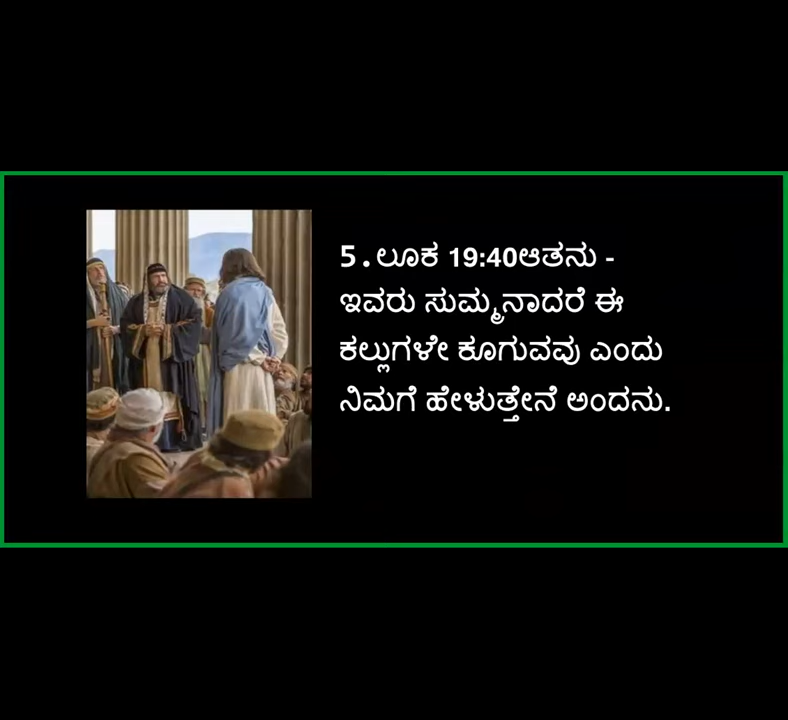 5.ಲೂಕ 19:40ಆತನು -
ಇವರು ಸುಮ್ಮನಾದರೆ ಈ
ಕಲ್ಲುಗಳೇ ಕೂಗುವವು ಎಂದು
ನಿಮಗೆ ಹೇಳುತ್ತೇನೆ ಅಂದನು.